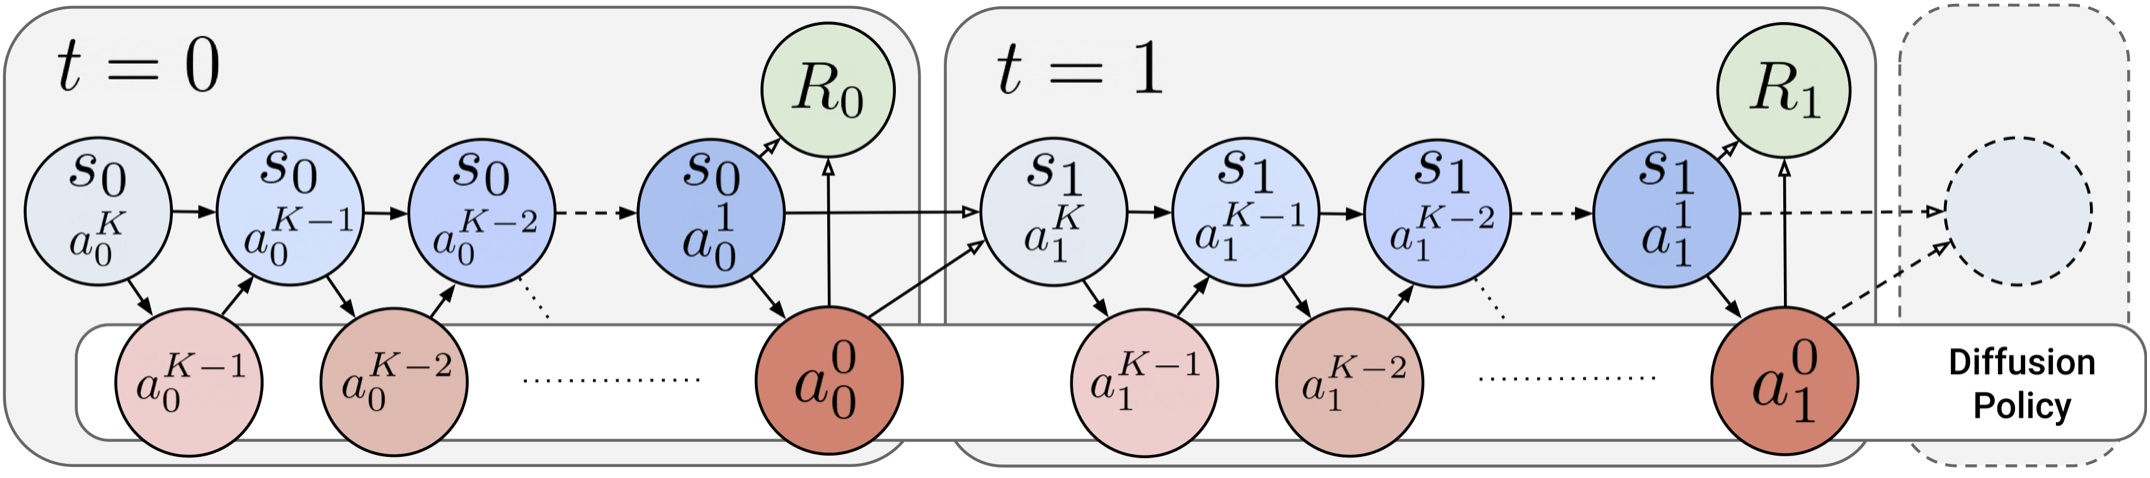 t = 0
R_0
t = 1
R_1
s_0
a_0^K
s_0
a_0^{K-1}
s_0
a_0^{K-2}
s_0
a_0^1
s_1
a_1^K
s_1
a_1^{K-1}
s_1
a_1^{K-2}
s_1
a_1^1
a_0^{K-1}
a_0^{K-2}
a_0^0
a_1^{K-1}
a_1^{K-2}
a_1^0
Diffusion
Policy